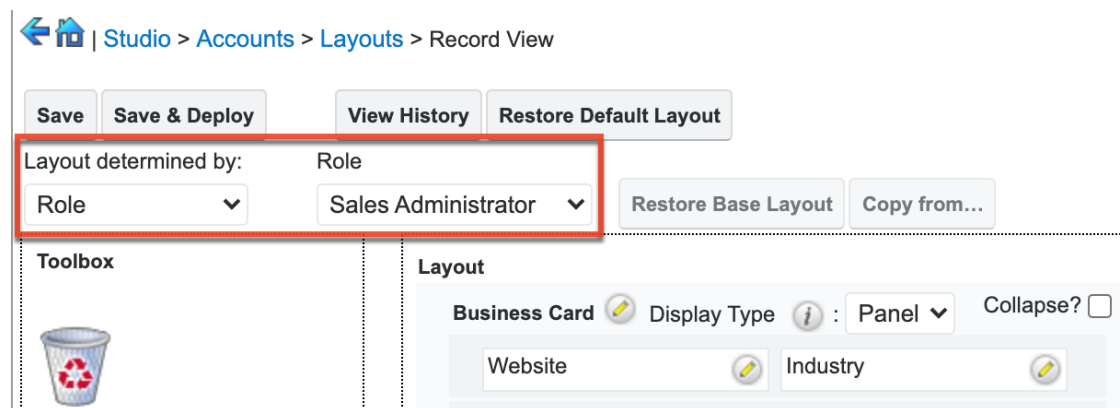 | Studio > Accounts > Layouts > Record View
Save Save & Deploy View History Restore Default Layout
Layout determined by: Role
Role Sales Administrator Restore Base Layout Copy from...
Toolbox
Layout
Business Card Display Type i : Panel Collapse?
Website Industry